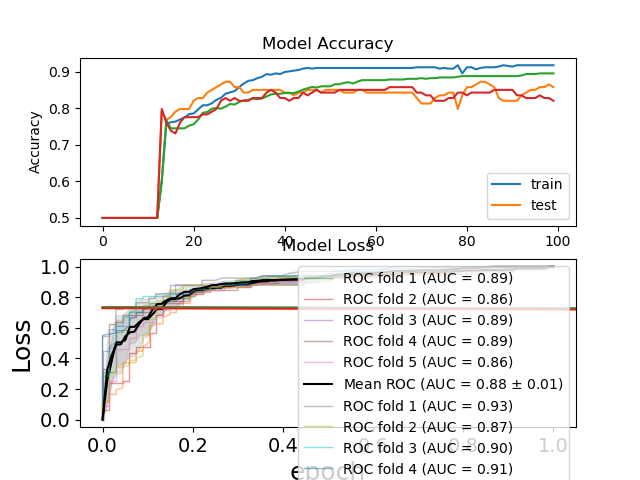 Model Accuracy
Accuracy
0.9
0.8
0.7
0.6
0.5
0 20 40 60 80 100
train
test
Model Loss
Loss
1.0
0.8
0.6
0.4
0.2
0.0
ROC fold 1 (AUC = 0.89)
ROC fold 2 (AUC = 0.86)
ROC fold 3 (AUC = 0.89)
ROC fold 4 (AUC = 0.89)
ROC fold 5 (AUC = 0.86)
Mean ROC (AUC = 0.88 ± 0.01)
ROC fold 1 (AUC = 0.93)
ROC fold 2 (AUC = 0.87)
ROC fold 3 (AUC = 0.90)
ROC fold 4 (AUC = 0.91)
0.0 0.2 0.4 0.6 0.8 1.0
epoch